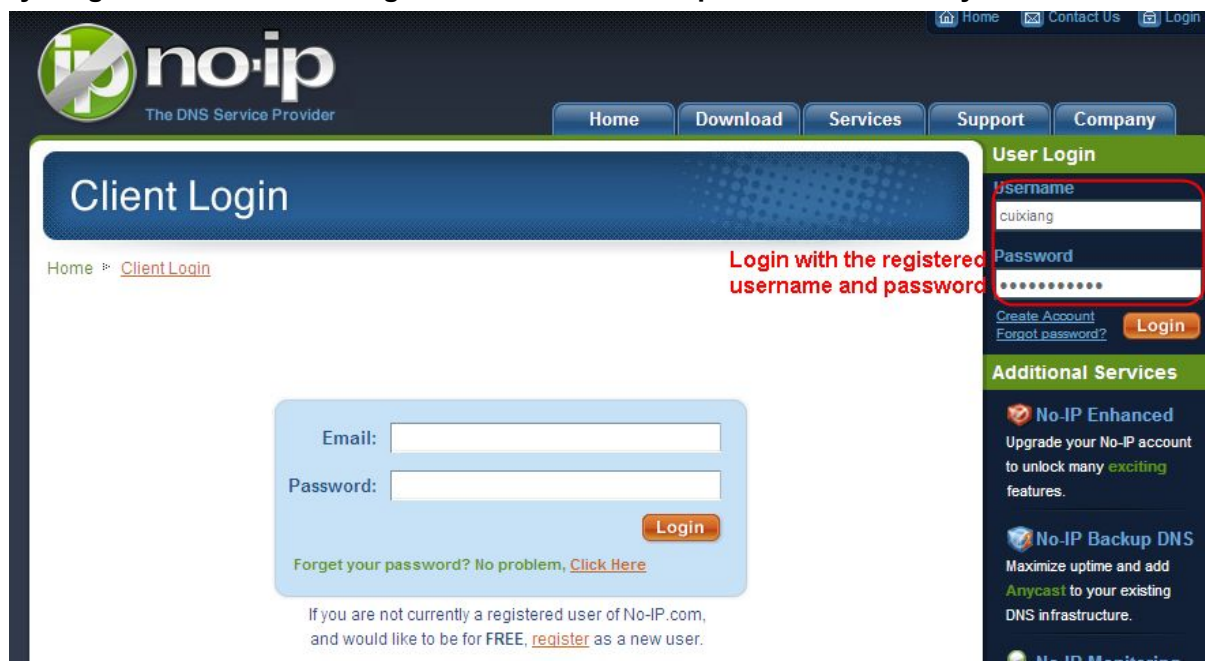 Home Contact Us Login
no·ip
The DNS Service Provider
Home Download Services Support Company
Client Login
Home Client Login
Login with the registered
username and password
User Login
Username
cuixiang
Password
Create Account
Forgot password?
Login
Email:
Password:
Login
Forget your password? No problem, Click Here
If you are not currently a registered user of No-IP.com,
and would like to be for FREE, register as a new user.
Additional Services
No-IP Enhanced
Upgrade your No-IP account
to unlock many exciting
features.
No-IP Backup DNS
Maximize uptime and add
Anycast to your existing
DNS infrastructure.
No-IP Monitoring